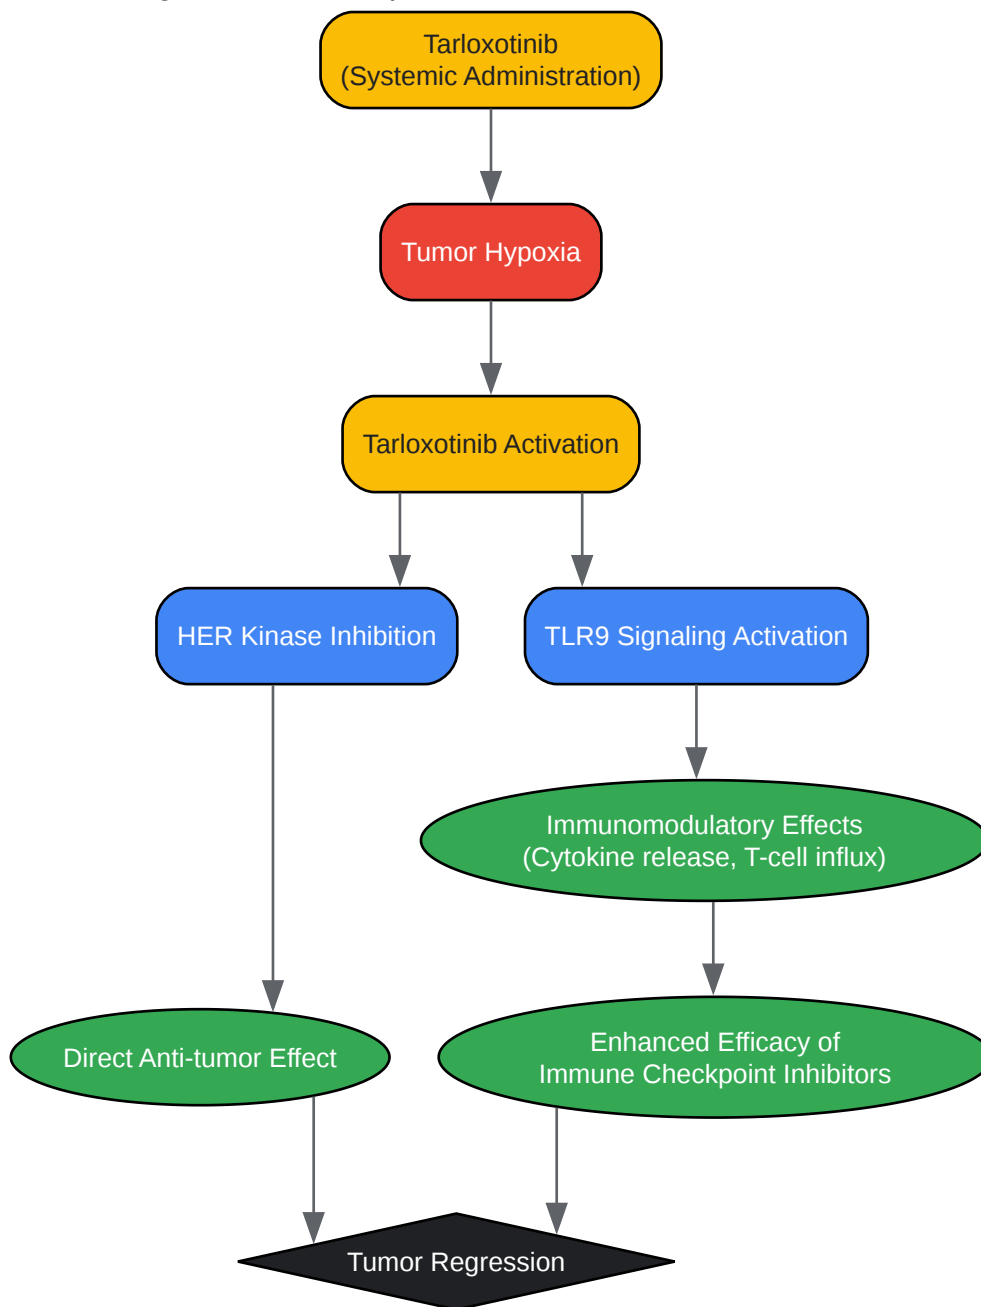 Tarloxotinib
(Systemic Administration)
Tumor Hypoxia
Tarloxotinib Activation
HER Kinase Inhibition
TLR9 Signaling Activation
Immunomodulatory Effects
(Cytokine release, T-cell influx)
Direct Anti-tumor Effect
Enhanced Efficacy of
Immune Checkpoint Inhibitors
Tumor Regression